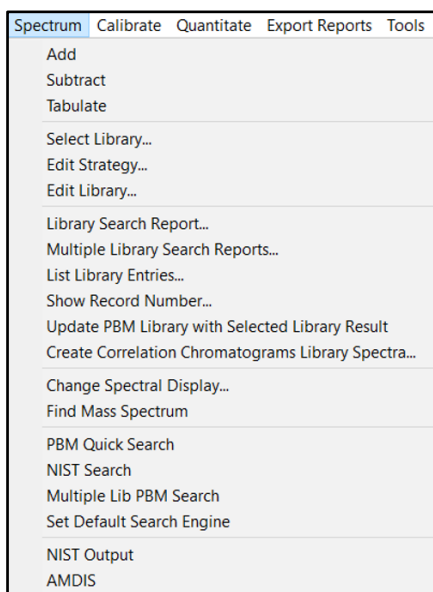 Spectrum Calibrate Quantitate Export Reports Tools
Add
Subtract
Tabulate
Select Library...
Edit Strategy...
Edit Library...
Library Search Report...
Multiple Library Search Reports...
List Library Entries...
Show Record Number...
Update PBM Library with Selected Library Result
Create Correlation Chromatograms Library Spectra...
Change Spectral Display...
Find Mass Spectrum
PBM Quick Search
NIST Search
Multiple Lib PBM Search
Set Default Search Engine
NIST Output
AMDIS